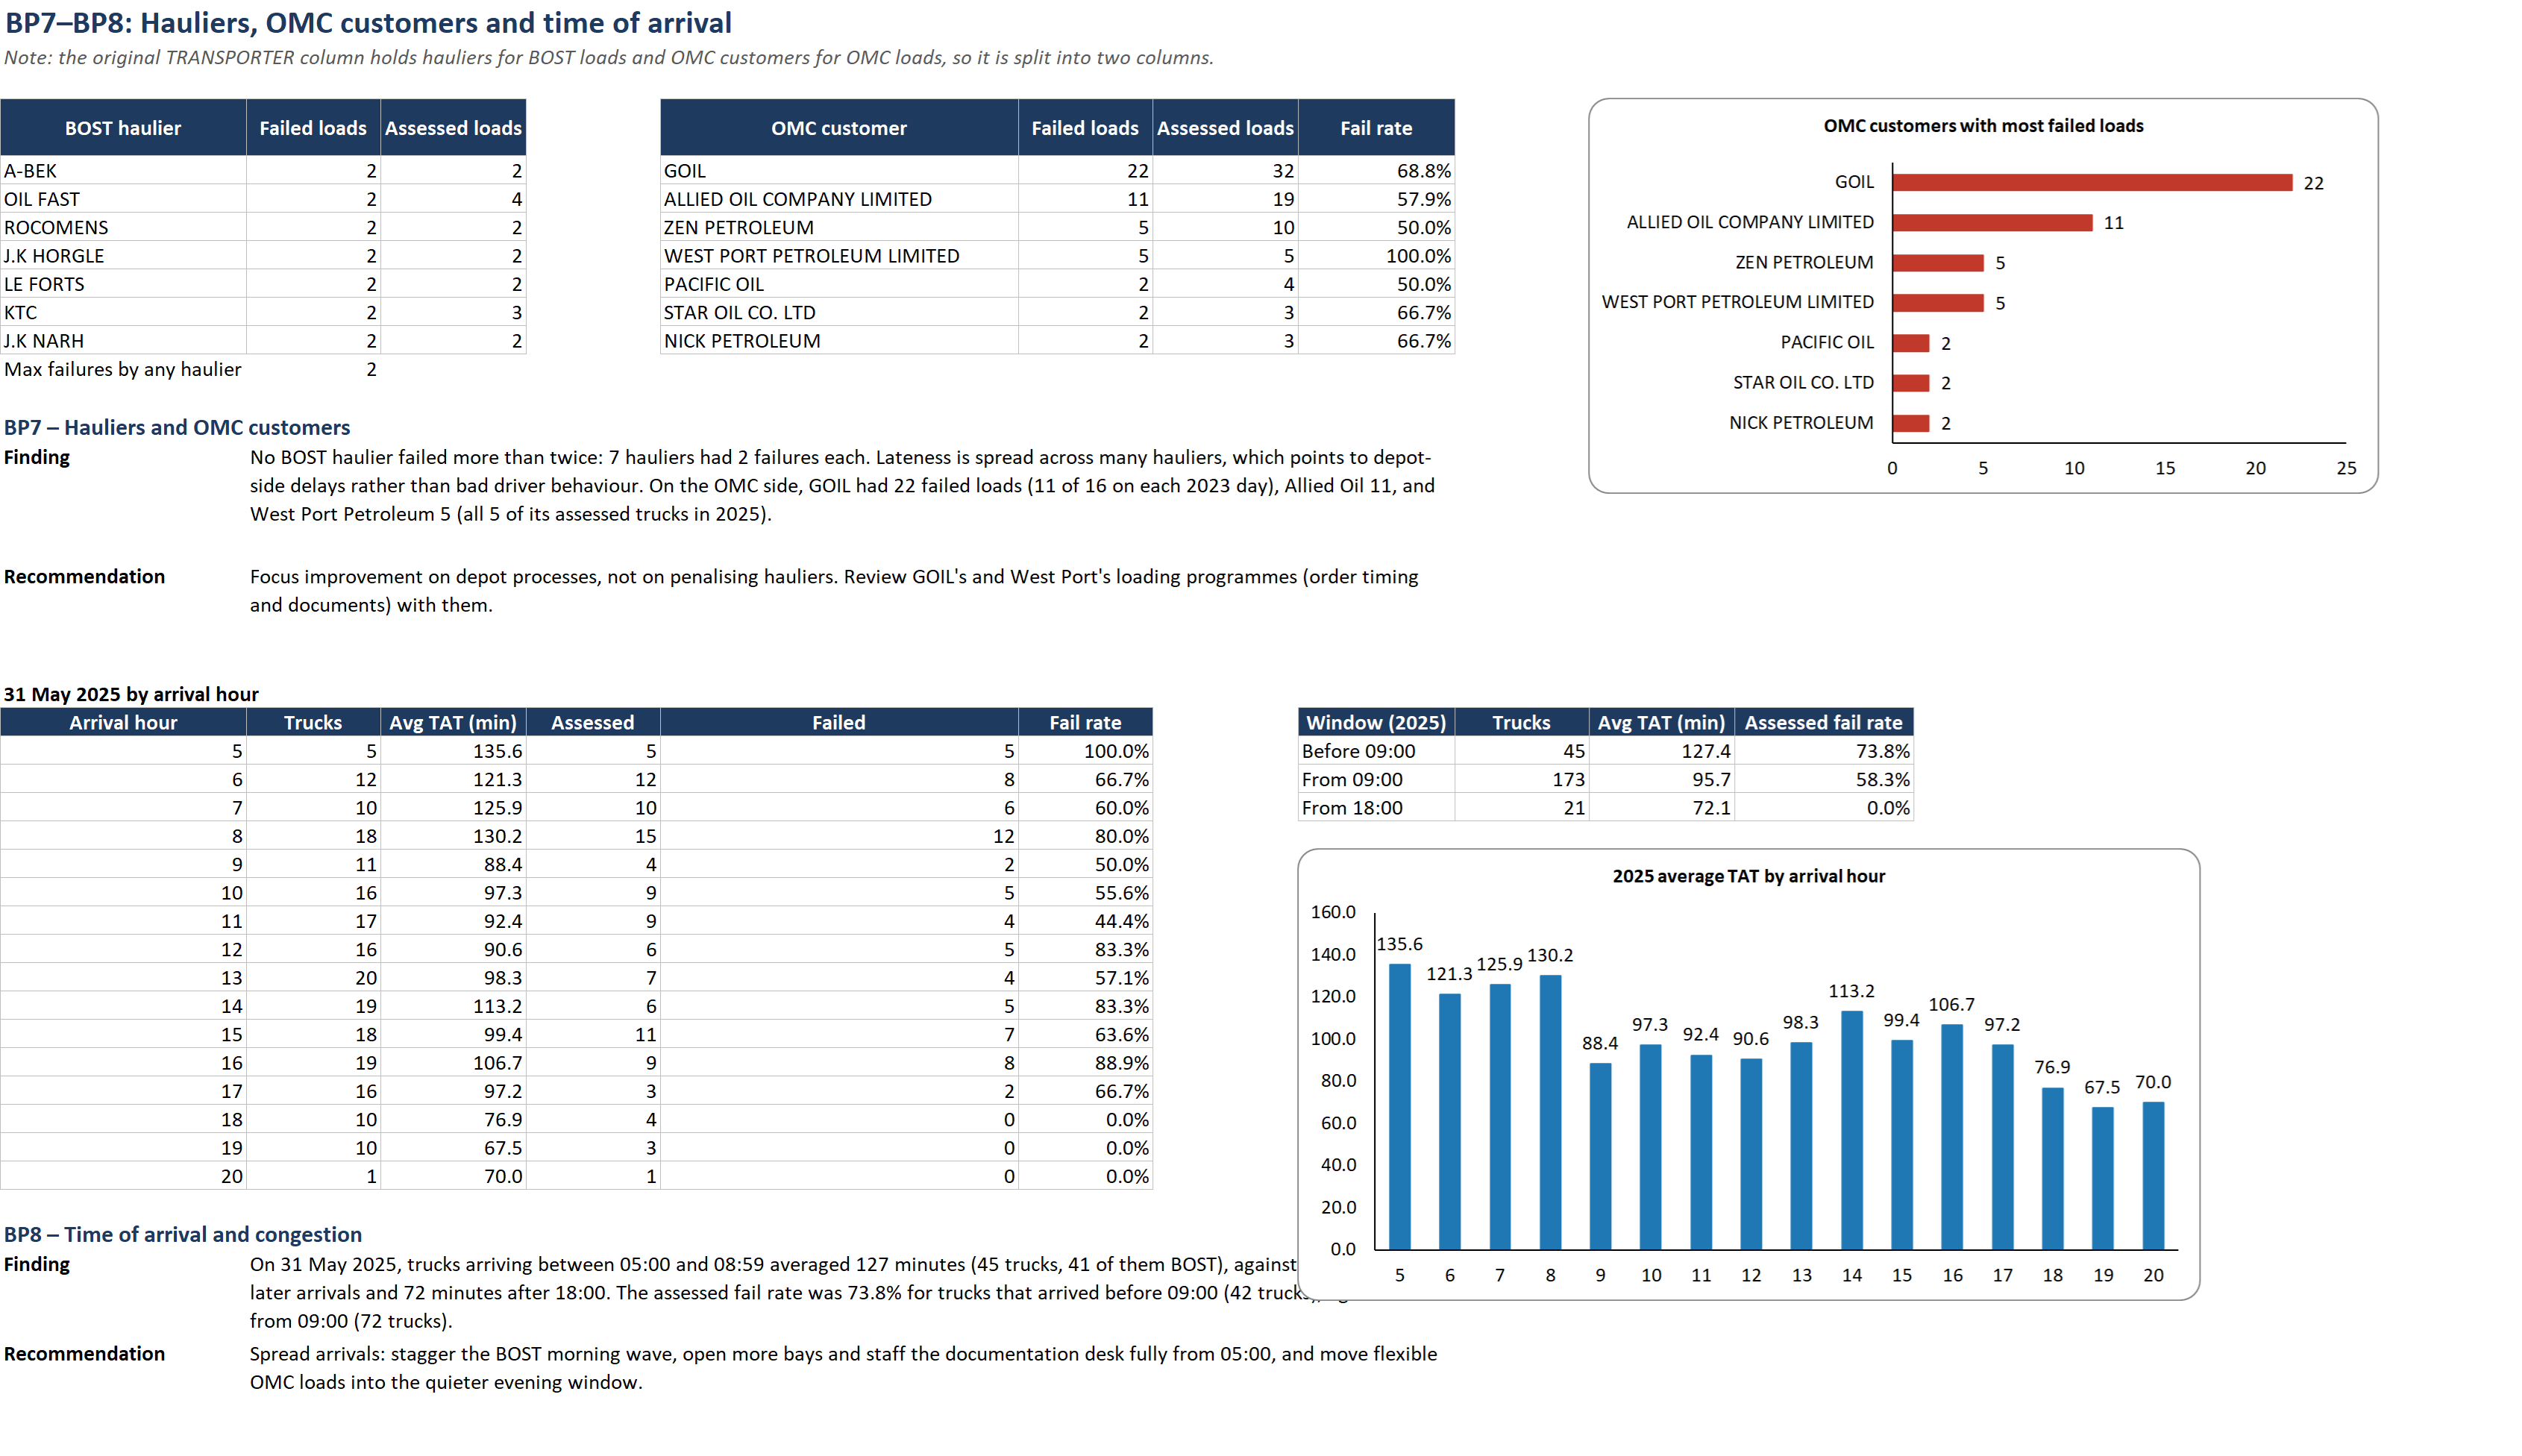 BP7–BP8: Hauliers, OMC customers and time of arrival
Note: the original TRANSPORTER column holds hauliers for BOST loads and OMC customers for OMC loads, so it is split into two columns.
BOST haulier Failed loads Assessed loads
A-BEK 2 2
OIL FAST 2 4
ROCOMENS 2 2
J.K HORGLE 2 2
LE FORTS 2 2
KTC 2 3
J.K NARH 2 2
Max failures by any haulier 2
OMC customer Failed loads Assessed loads Fail rate
GOIL 22 32 68.8%
ALLIED OIL COMPANY LIMITED 11 19 57.9%
ZEN PETROLEUM 5 10 50.0%
WEST PORT PETROLEUM LIMITED 5 5 100.0%
PACIFIC OIL 2 4 50.0%
STAR OIL CO. LTD 2 3 66.7%
NICK PETROLEUM 2 3 66.7%
OMC customers with most failed loads
GOIL 22
ALLIED OIL COMPANY LIMITED 11
ZEN PETROLEUM 5
WEST PORT PETROLEUM LIMITED 5
PACIFIC OIL 2
STAR OIL CO. LTD 2
NICK PETROLEUM 2
0 5 10 15 20 25
BP7 – Hauliers and OMC customers
Finding No BOST haulier failed more than twice: 7 hauliers had 2 failures each. Lateness is spread across many hauliers, which points to depot-
side delays rather than bad driver behaviour. On the OMC side, GOIL had 22 failed loads (11 of 16 on each 2023 day), Allied Oil 11, and
West Port Petroleum 5 (all 5 of its assessed trucks in 2025).
Recommendation Focus improvement on depot processes, not on penalising hauliers. Review GOIL's and West Port's loading programmes (order timing
and documents) with them.
31 May 2025 by arrival hour
Arrival hour Trucks Avg TAT (min) Assessed Failed Fail rate
5 5 135.6 5 5 100.0%
6 12 121.3 12 8 66.7%
7 10 125.9 10 6 60.0%
8 18 130.2 15 12 80.0%
9 11 88.4 4 2 50.0%
10 16 97.3 9 5 55.6%
11 17 92.4 9 4 44.4%
12 16 90.6 6 5 83.3%
13 20 98.3 7 4 57.1%
14 19 113.2 6 5 83.3%
15 18 99.4 11 7 63.6%
16 19 106.7 9 8 88.9%
17 16 97.2 3 2 66.7%
18 10 76.9 4 0 0.0%
19 10 67.5 3 0 0.0%
20 1 70.0 1 0 0.0%
Window (2025) Trucks Avg TAT (min) Assessed fail rate
Before 09:00 45 127.4 73.8%
From 09:00 173 95.7 58.3%
From 18:00 21 72.1 0.0%
2025 average TAT by arrival hour
160.0
140.0
120.0
100.0
80.0
60.0
40.0
20.0
0.0
135.6 121.3 125.9 130.2 88.4 97.3 92.4 90.6 98.3 113.2 99.4 106.7 97.2 76.9 67.5 70.0
5 6 7 8 9 10 11 12 13 14 15 16 17 18 19 20
BP8 – Time of arrival and congestion
Finding On 31 May 2025, trucks arriving between 05:00 and 08:59 averaged 127 minutes (45 trucks, 41 of them BOST), against
later arrivals and 72 minutes after 18:00. The assessed fail rate was 73.8% for trucks that arrived before 09:00 (42 trucks
from 09:00 (72 trucks).
Recommendation Spread arrivals: stagger the BOST morning wave, open more bays and staff the documentation desk fully from 05:00, and move flexible
OMC loads into the quieter evening window.